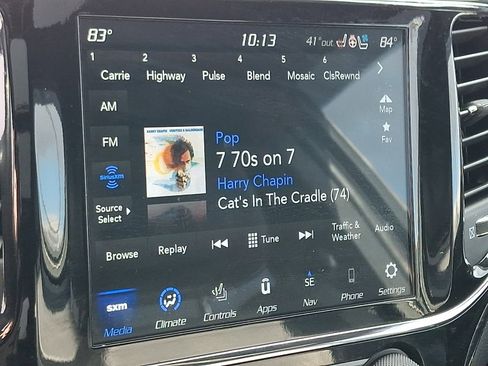 83° 10:13 41°out 84°
1 2 3 4 5 6
Carrie Highway Pulse Blend Mosaic ClsRewnd
AM
Map
FM
Fav
SiriusXM
HARRY CHAPIN
Pop
7 70s on 7
Harry Chapin
Cat's In The Cradle (74)
Source
Select
Browse Replay Tune Traffic &
Weather Audio
sxm
SE
Media Climate Controls Apps Nav Phone Settings